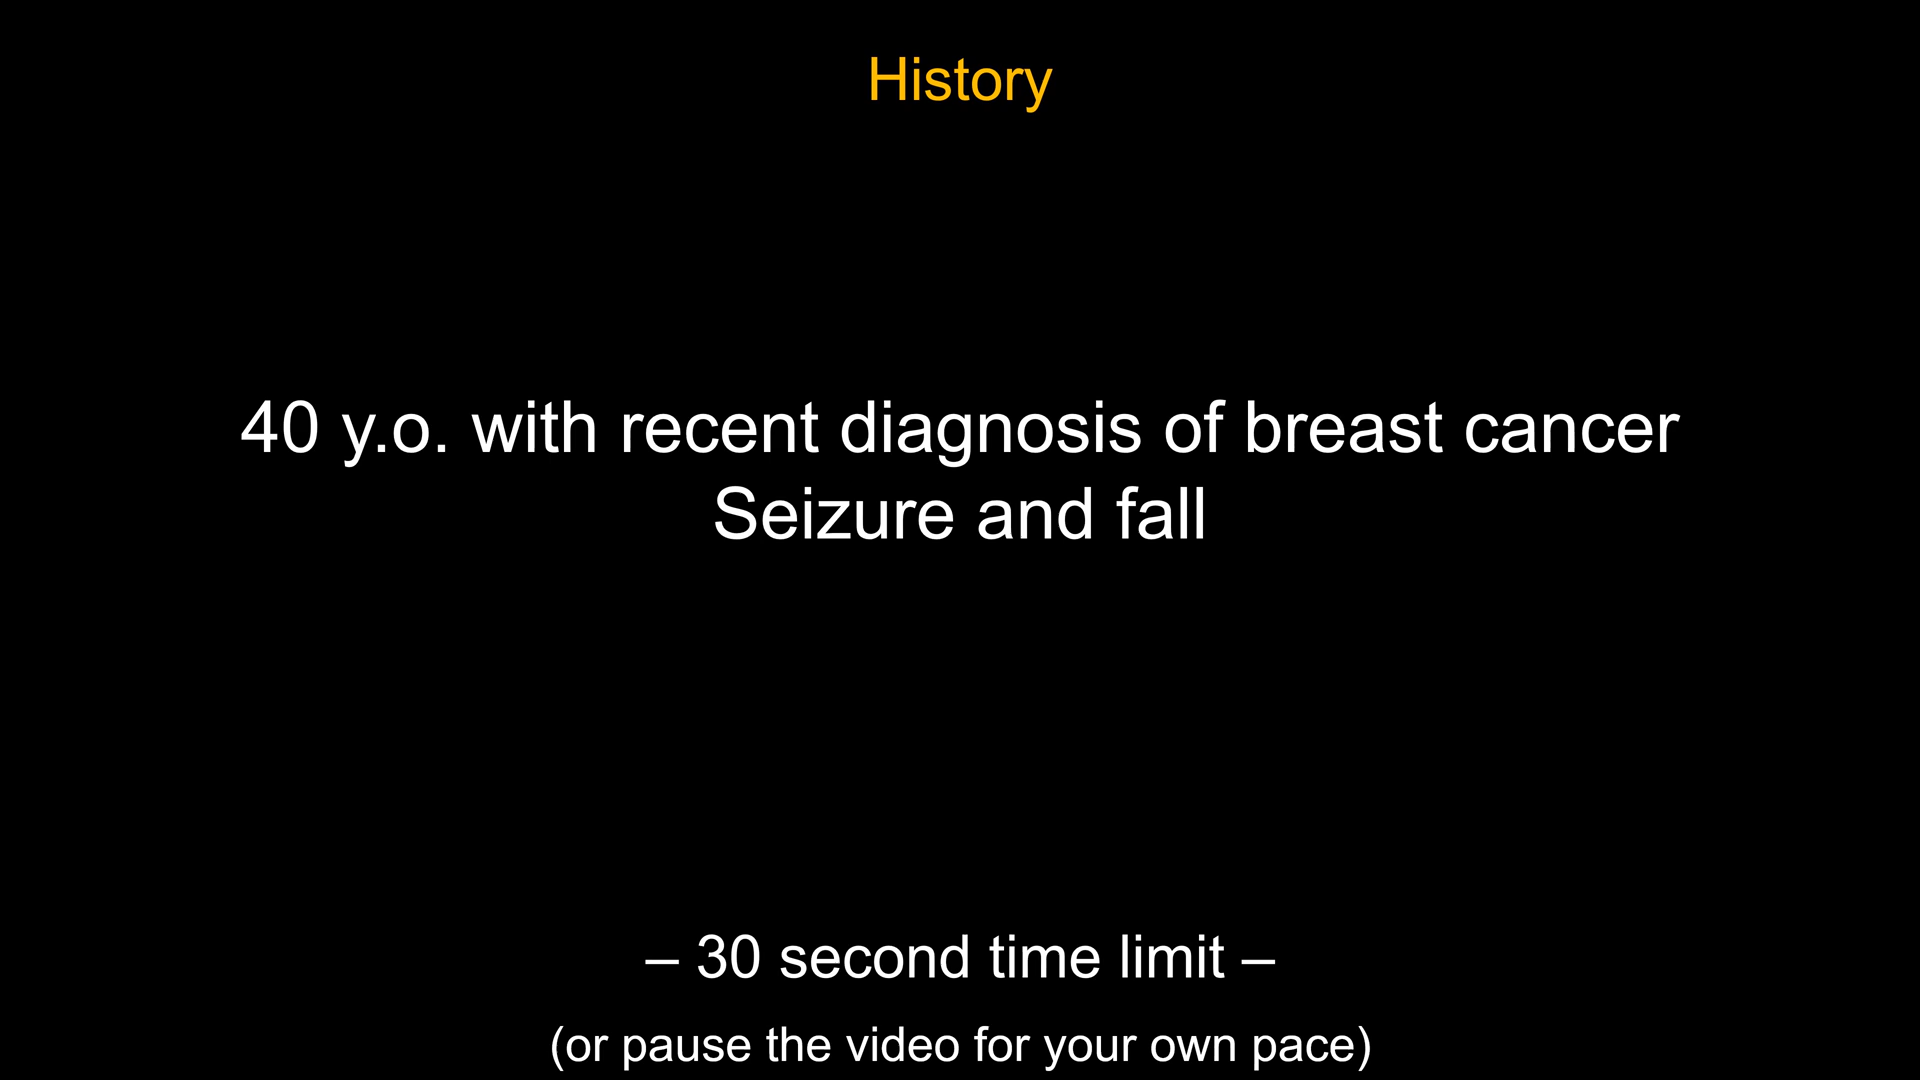 History
40 y.o. with recent diagnosis of breast cancer
Seizure and fall
– 30 second time limit –
(or pause the video for your own pace)